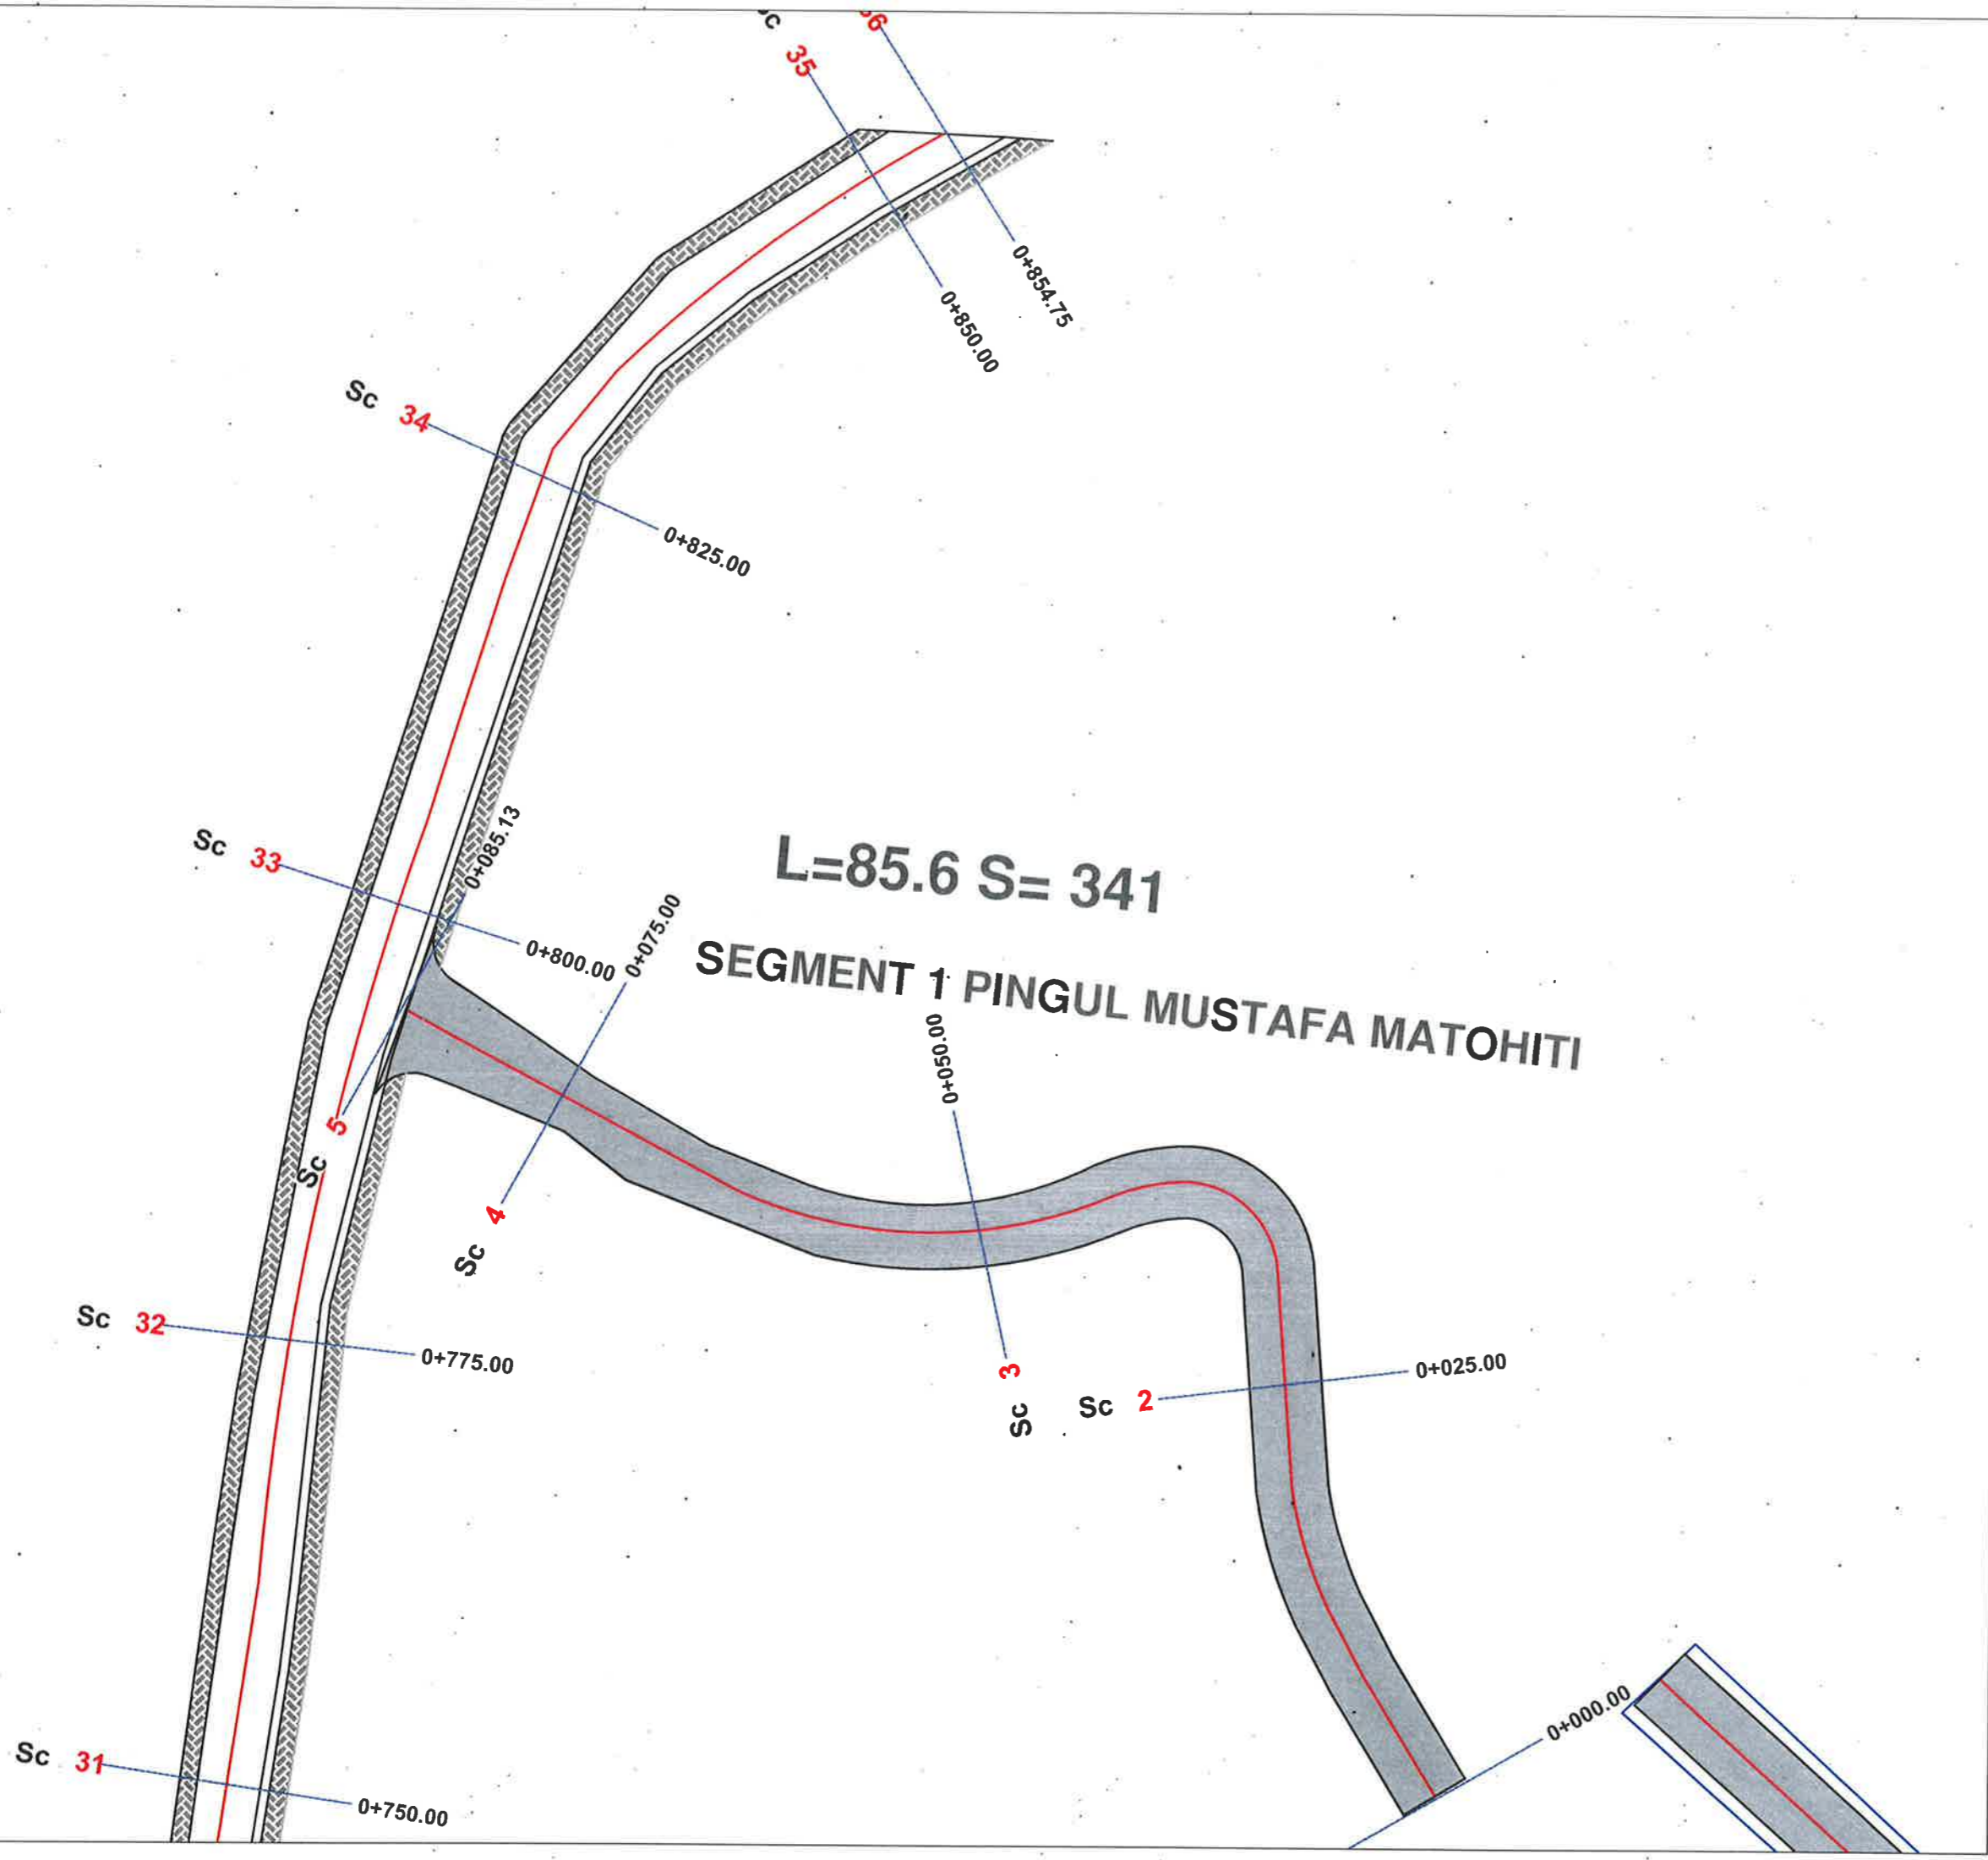 35
0+854.75
0+850.00
Sc 34
0+825.00
Sc 33
0+085.13
0+800.00
0+075.00
L=85.6 S= 341
SEGMENT 1 PINGUL MUSTAFA MATOHITI
0+050.00
Sc 5
Sc 4
Sc 32
0+775.00
Sc 3
Sc 2
0+025.00
0+000.00
Sc 31
0+750.00